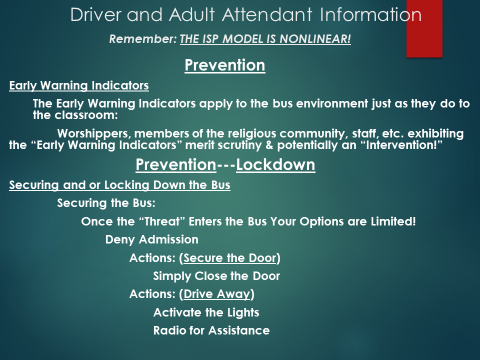 Driver and Adult Attendant Information
Remember: THE ISP MODEL IS NONLINEAR!
Prevention
Early Warning Indicators
The Early Warning Indicators apply to the bus environment just as they do to
the classroom:
Worshippers, members of the religious community, staff, etc. exhibiting
the “Early Warning Indicators” merit scrutiny & potentially an “Intervention!”
Prevention---Lockdown
Securing and or Locking Down the Bus
Securing the Bus:
Once the “Threat” Enters the Bus Your Options are Limited!
Deny Admission
Actions: (Secure the Door)
Simply Close the Door
Actions: (Drive Away)
Activate the Lights
Radio for Assistance